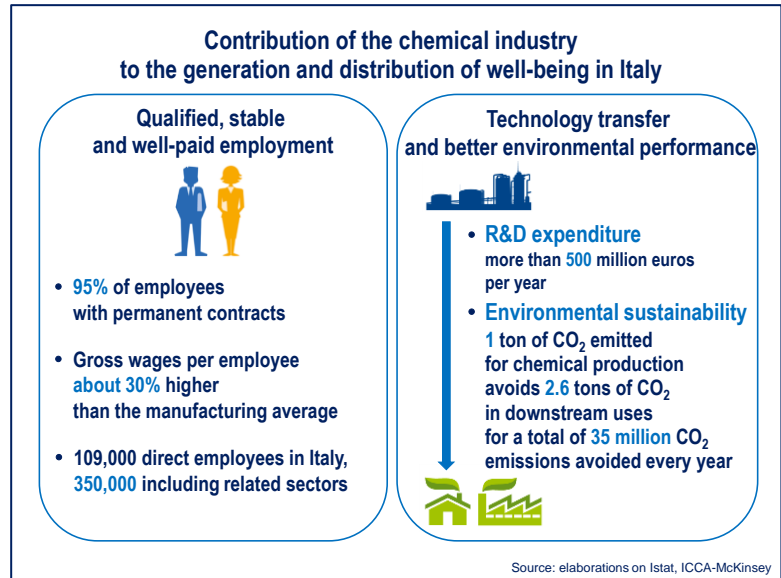 Contribution of the chemical industry
to the generation and distribution of well-being in Italy
Qualified, stable
and well-paid employment
• 95% of employees
with permanent contracts
• Gross wages per employee
about 30% higher
than the manufacturing average
• 109,000 direct employees in Italy,
350,000 including related sectors
Technology transfer
and better environmental performance
• R&D expenditure
more than 500 million euros
per year
• Environmental sustainability
1 ton of CO₂ emitted
for chemical production
avoids 2.6 tons of CO₂
in downstream uses
for a total of 35 million CO₂
emissions avoided every year
Source: elaborations on Istat, ICCA-McKinsey